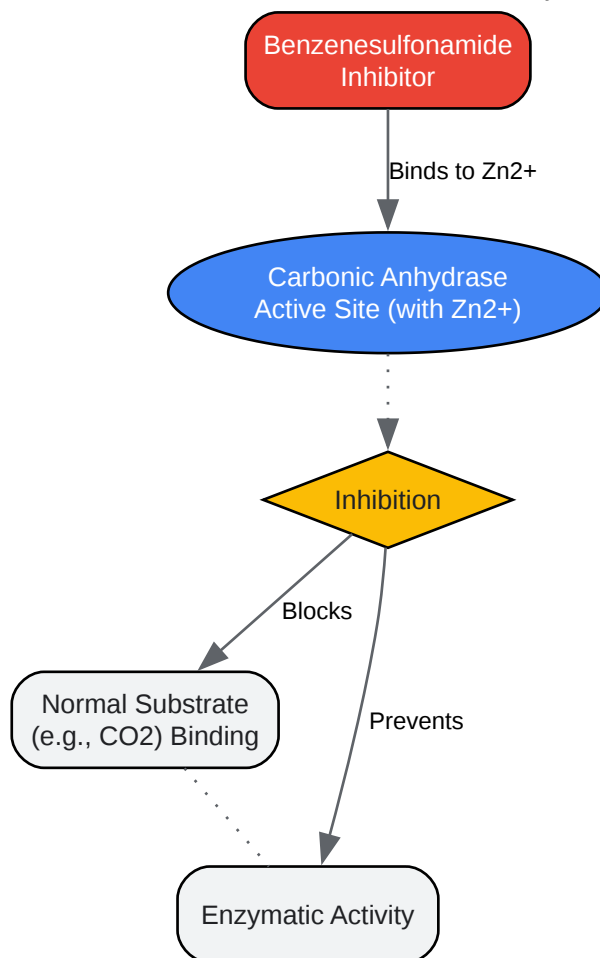 Benzenesulfonamide
Inhibitor
Binds to Zn2+
Carbonic Anhydrase
Active Site (with Zn2+)
Inhibition
Blocks
Normal Substrate
(e.g., CO2) Binding
Prevents
Enzymatic Activity